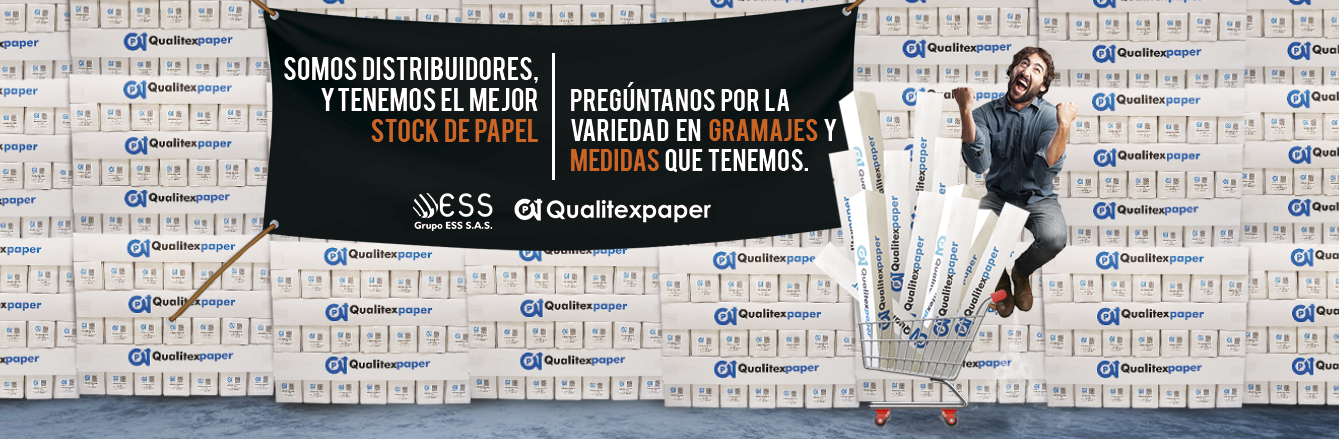 SOMOS DISTRIBUIDORES,
Y TENEMOS EL MEJOR
STOCK DE PAPEL
PREGÚNTANOS POR LA
VARIEDAD EN GRAMAJES Y
MEDIDAS QUE TENEMOS.
ESS
Grupo ESS S.A.S.
Qualitexpaper